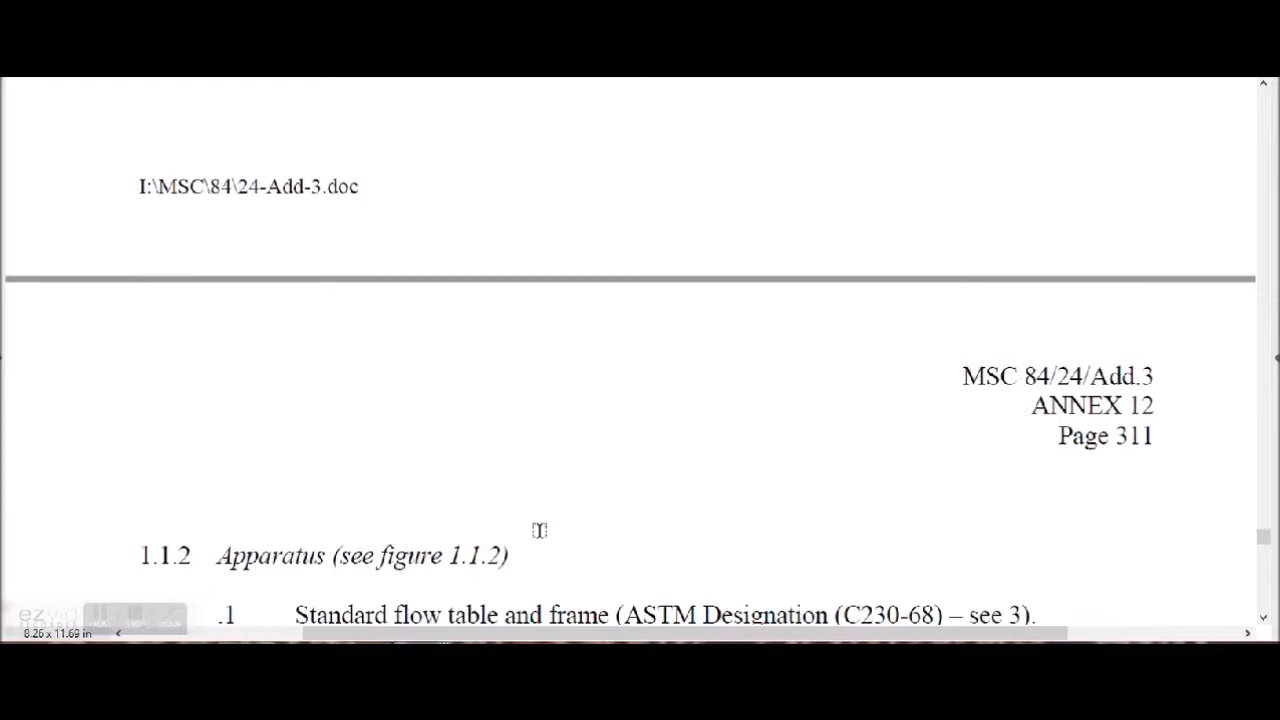 I:\MSC\84\24-Add-3.doc
MSC 84/24/Add.3
ANNEX 12
Page 311
1.1.2 Apparatus (see figure 1.1.2)
.1 Standard flow table and frame (ASTM Designation (C230-68) – see 3).
ezvid
8.26 x 11.69 in